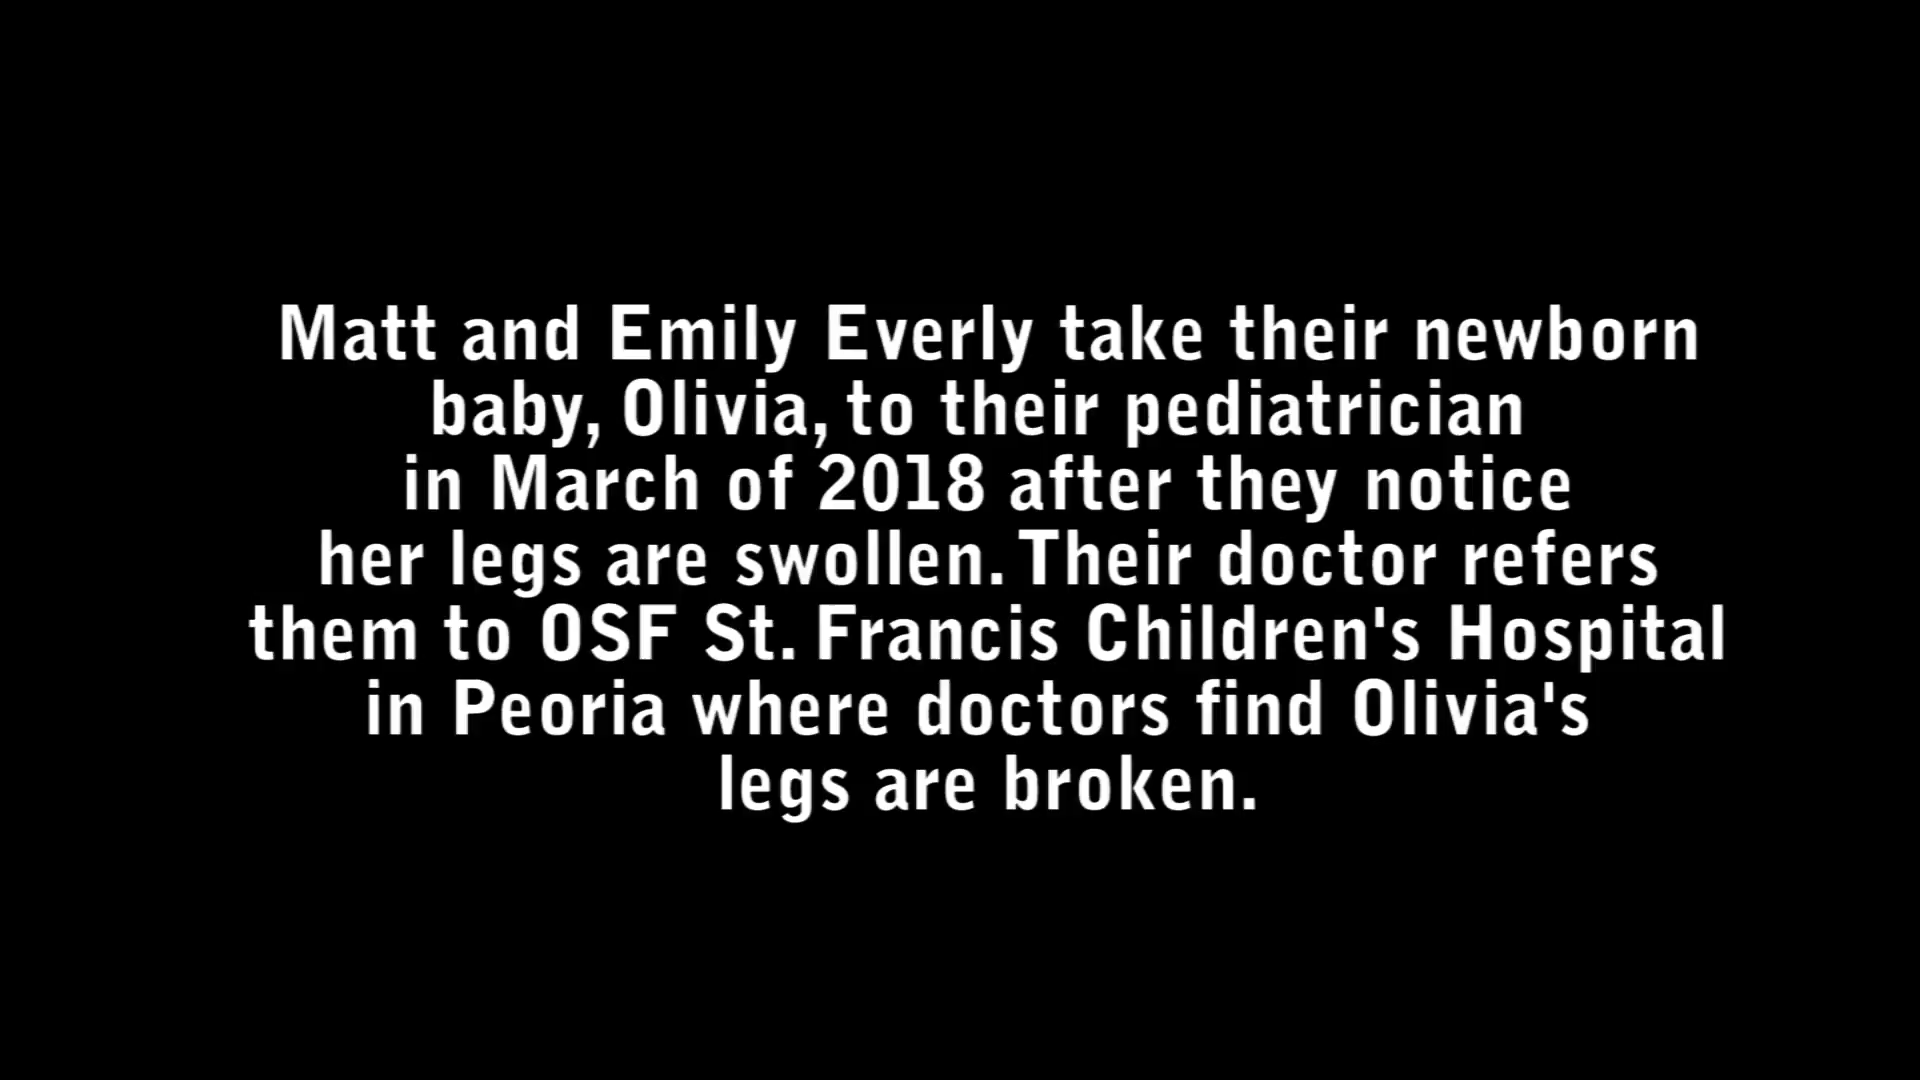 Matt and Emily Everly take their newborn
baby, Olivia, to their pediatrician
in March of 2018 after they notice
her legs are swollen. Their doctor refers
them to OSF St. Francis Children's Hospital
in Peoria where doctors find Olivia's
legs are broken.